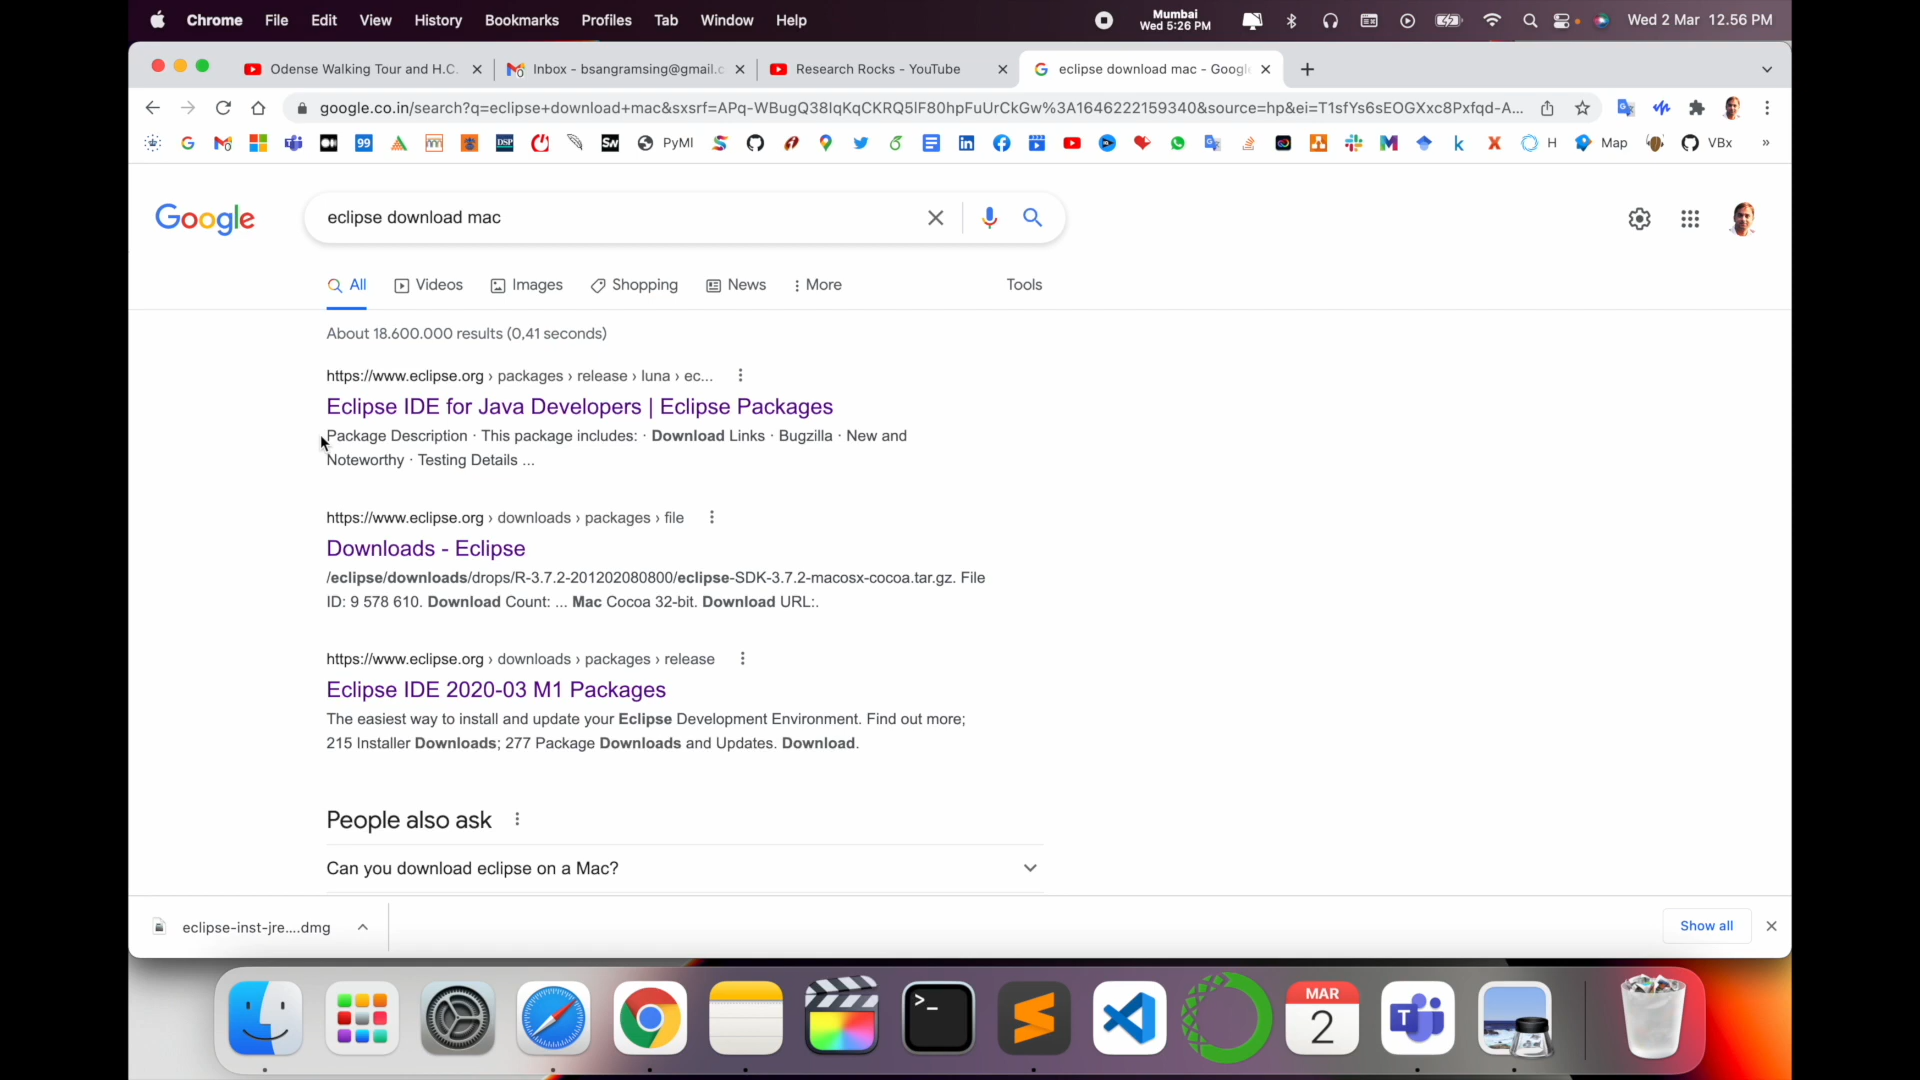 Chrome File Edit View History Bookmarks Profiles Tab Window Help
Mumbai
Wed 5:26 PM
Wed 2 Mar 12.56 PM
Odense Walking Tour and H.C.
Inbox - bsangramsing@gmail.c
Research Rocks - YouTube
eclipse download mac - Googl
google.co.in/search?q=eclipse+download+mac&sxsrf=APq-WBugQ38lqKqCKRQ5lF80hpFuUrCkGw%3A1646222159340&source=hp&ei=T1sfYs6sEOGXxc8Pxfqd-A...
99
DSP
SW
PyMI
H
Map
VBx
»
Google
eclipse download mac
All Videos Images Shopping News More Tools
About 18.600.000 results (0,41 seconds)
https://www.eclipse.org › packages › release › luna › ec...
Eclipse IDE for Java Developers | Eclipse Packages
Package Description · This package includes: · Download Links · Bugzilla · New and
Noteworthy · Testing Details ...
https://www.eclipse.org › downloads › packages › file
Downloads - Eclipse
/eclipse/downloads/drops/R-3.7.2-201202080800/eclipse-SDK-3.7.2-macosx-cocoa.tar.gz. File
ID: 9 578 610. Download Count: ... Mac Cocoa 32-bit. Download URL:.
https://www.eclipse.org › downloads › packages › release
Eclipse IDE 2020-03 M1 Packages
The easiest way to install and update your Eclipse Development Environment. Find out more;
215 Installer Downloads; 277 Package Downloads and Updates. Download.
People also ask
Can you download eclipse on a Mac?
eclipse-inst-jre....dmg
Show all
MAR
2